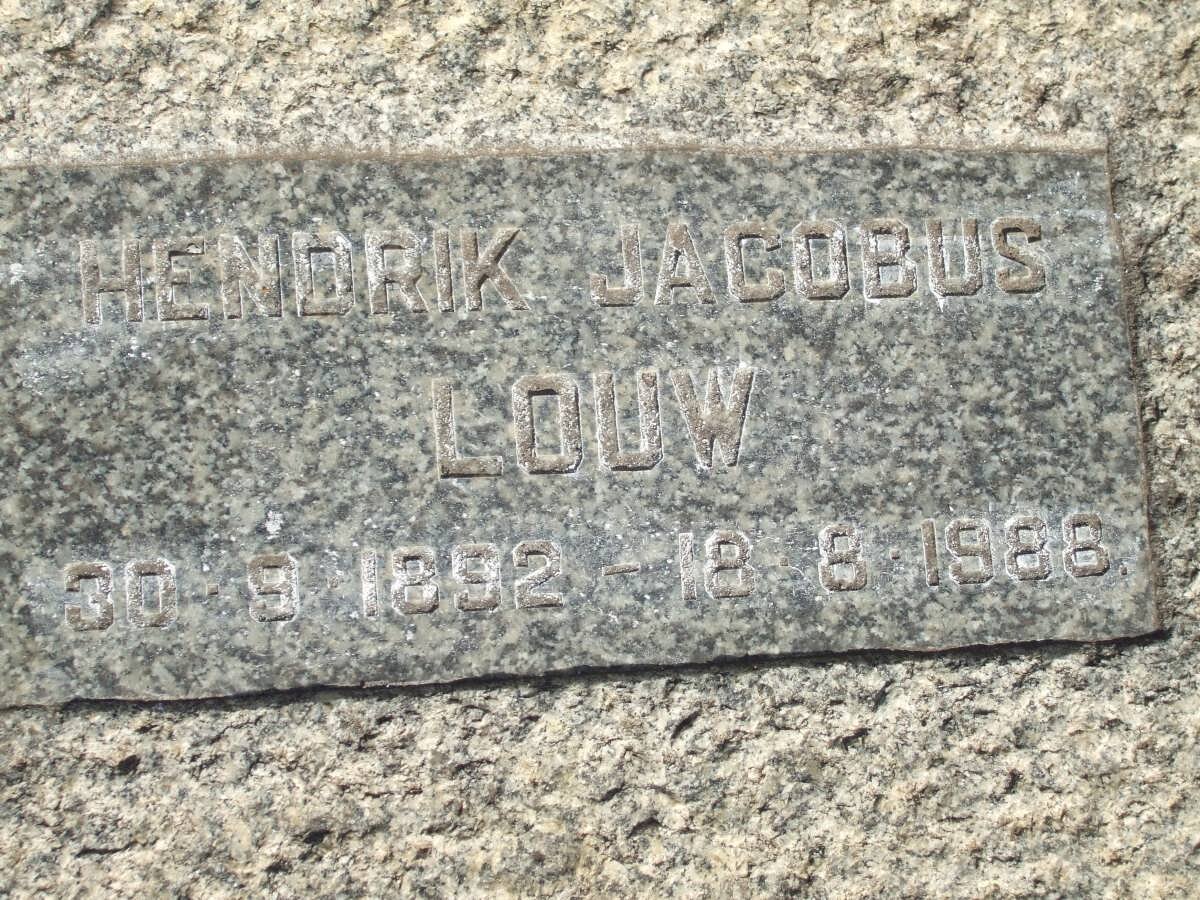 HENDRIK JACOBUS
LOUW
30·9·1892 – 18·8·1988.